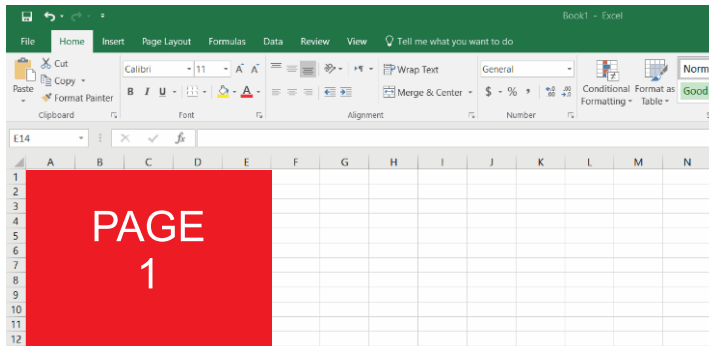 Book1 - Excel
File Home Insert Page Layout Formulas Data Review View Tell me what you want to do
Paste
Cut
Copy
Format Painter
Clipboard
Calibri 11 A A
B I U A
Font
Wrap Text
Merge & Center
Alignment
General
$ % ,
Number
Conditional Formatting
Format as Table
Norm
Good
E14 fx
A B C D E F G H I J K L M N
1
2
3
4
5
6
7
8
9
10
11
12
PAGE
1